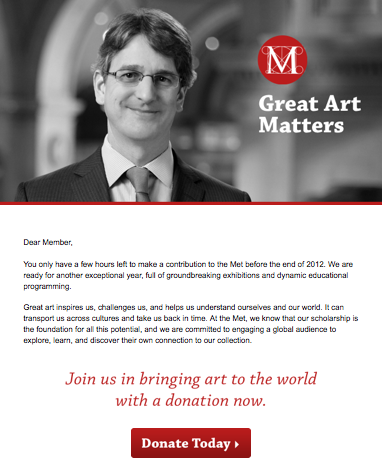 M
Great Art
Matters
Dear Member,
You only have a few hours left to make a contribution to the Met before the end of 2012. We are
ready for another exceptional year, full of groundbreaking exhibitions and dynamic educational
programming.
Great art inspires us, challenges us, and helps us understand ourselves and our world. It can
transport us across cultures and take us back in time. At the Met, we know that our scholarship is
the foundation for all this potential, and we are committed to engaging a global audience to
explore, learn, and discover their own connection to our collection.
Join us in bringing art to the world
with a donation now.
Donate Today